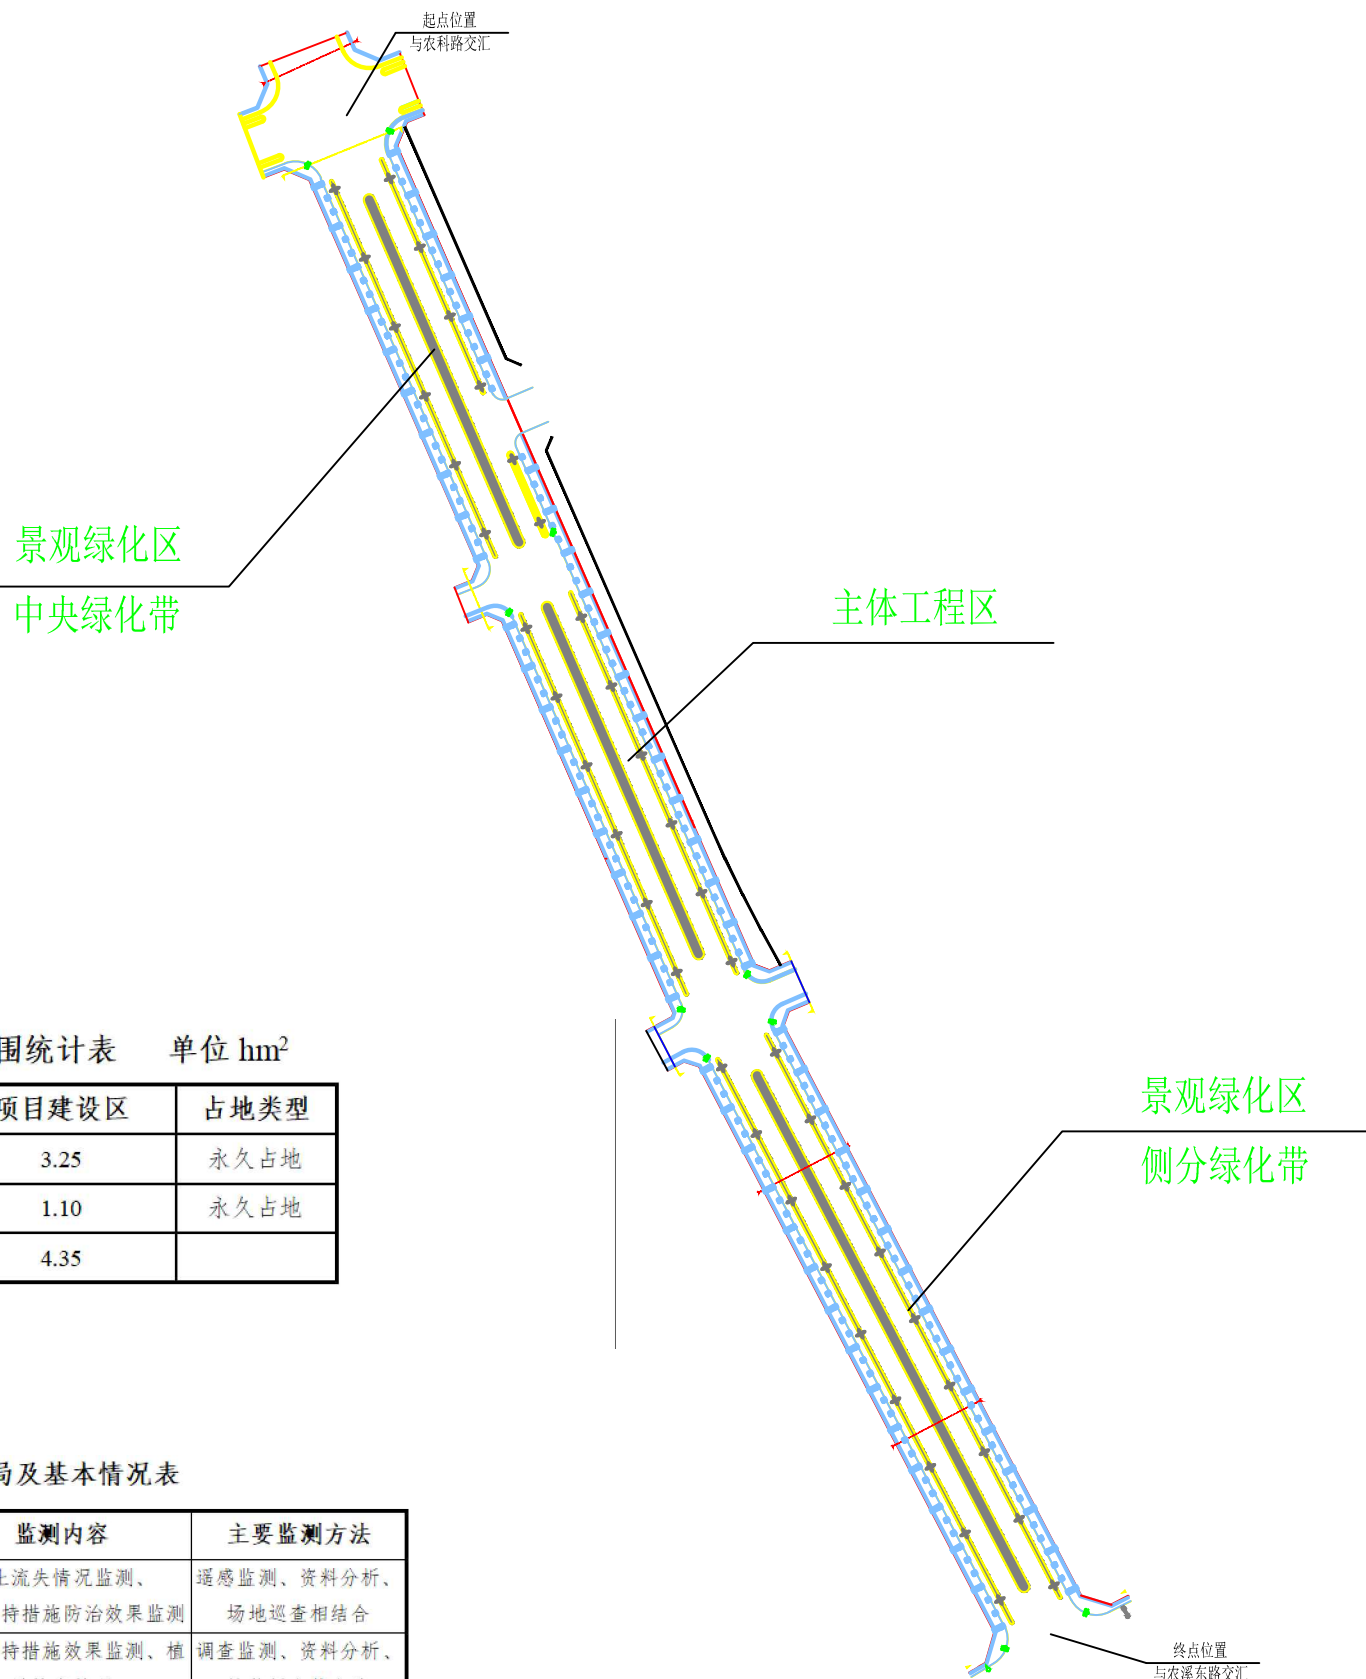 起点位置
与农科路交汇
景观绿化区
中央绿化带
主体工程区
围统计表 单位 hm²
项目建设区 占地类型
3.25 永久占地
1.10 永久占地
4.35
景观绿化区
侧分绿化带
局及基本情况表
监测内容 主要监测方法
土流失情况监测、 遥感监测、资料分析、
持措施防治效果监测 场地巡查相结合
持措施效果监测、植 调查监测、资料分析、
终点位置
与农溪东路交汇